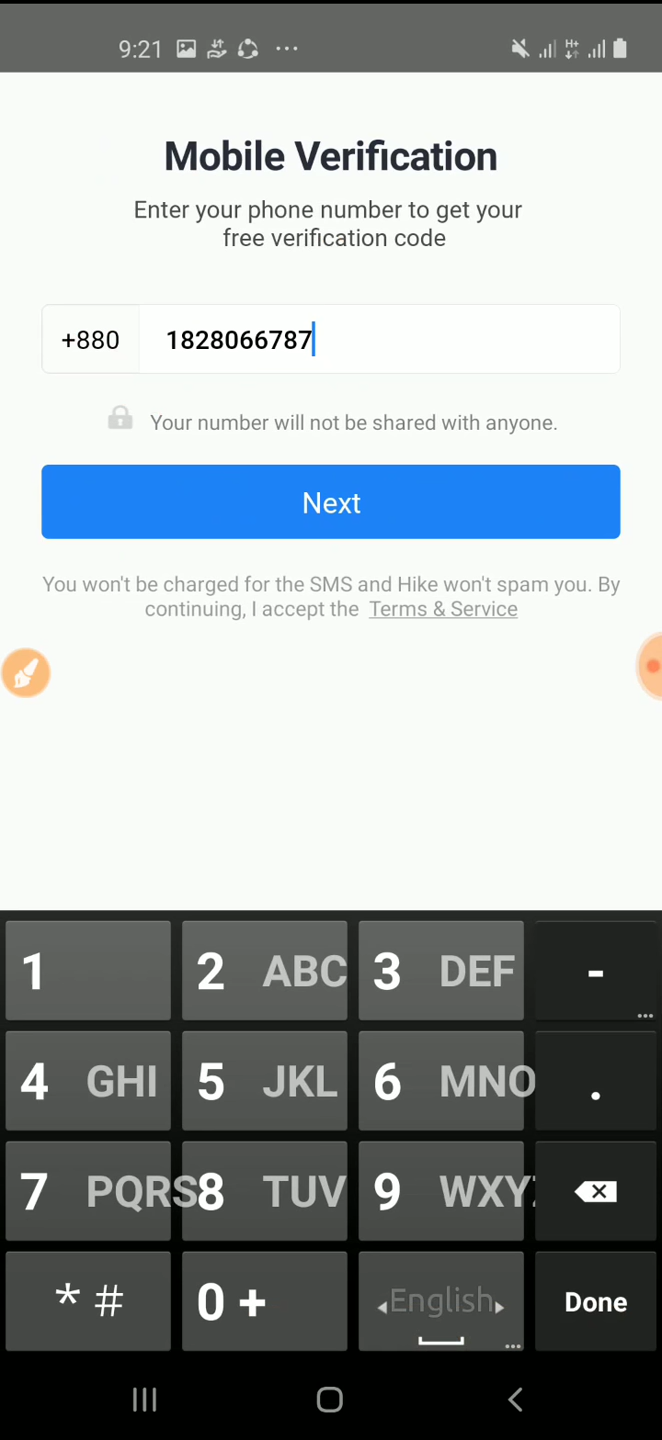 9:21
Mobile Verification
Enter your phone number to get your
free verification code
+880 1828066787
Your number will not be shared with anyone.
Next
You won't be charged for the SMS and Hike won't spam you. By
continuing, I accept the Terms & Service
1 2 ABC 3 DEF -
4 GHI 5 JKL 6 MNO .
7 PQRS 8 TUV 9 WXYZ
* # 0 + English Done